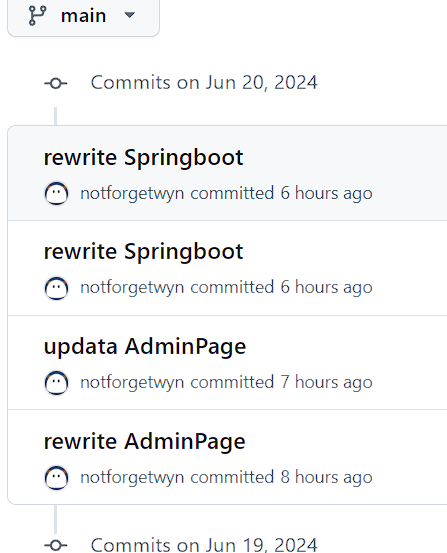 main
Commits on Jun 20, 2024
rewrite Springboot
notforgetwyn committed 6 hours ago
rewrite Springboot
notforgetwyn committed 6 hours ago
updata AdminPage
notforgetwyn committed 7 hours ago
rewrite AdminPage
notforgetwyn committed 8 hours ago
Commits on Jun 19, 2024